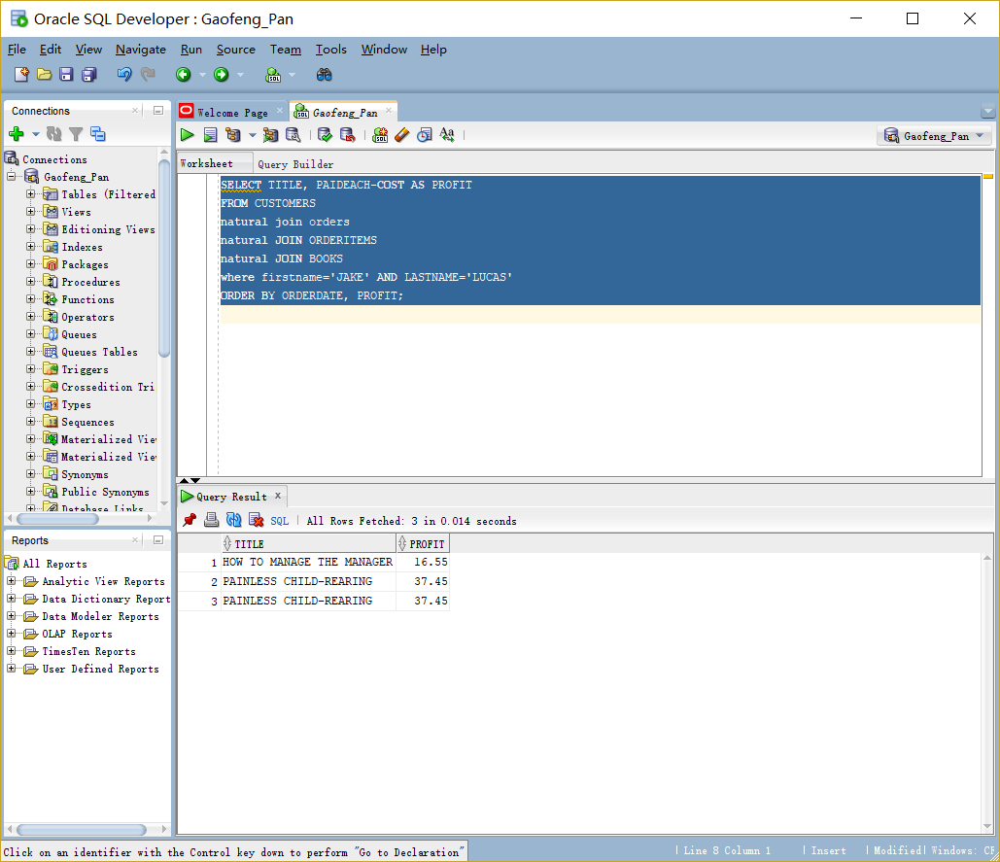 Oracle SQL Developer : Gaofeng_Pan
File Edit View Navigate Run Source Team Tools Window Help
Connections
Connections
Gaofeng_Pan
Tables (Filtered
Views
Editioning Views
Indexes
Packages
Procedures
Functions
Operators
Queues
Queues Tables
Triggers
Crossedition Tri
Types
Sequences
Materialized Vie
Materialized Vie
Synonyms
Public Synonyms
Database Links
Reports
All Reports
Analytic View Reports
Data Dictionary Report
Data Modeler Reports
OLAP Reports
TimesTen Reports
User Defined Reports
Welcome Page Gaofeng_Pan
Gaofeng_Pan
Worksheet Query Builder
SELECT TITLE, PAIDEACH-COST AS PROFIT
FROM CUSTOMERS
natural join orders
natural JOIN ORDERITEMS
natural JOIN BOOKS
where firstname='JAKE' AND LASTNAME='LUCAS'
ORDER BY ORDERDATE, PROFIT;
Query Result
SQL | All Rows Fetched: 3 in 0.014 seconds
TITLE PROFIT
1 HOW TO MANAGE THE MANAGER 16.55
2 PAINLESS CHILD-REARING 37.45
3 PAINLESS CHILD-REARING 37.45
Click on an identifier with the Control key down to perform "Go to Declaration"
| Line 8 Column 1 | Insert | Modified| Windows: CF